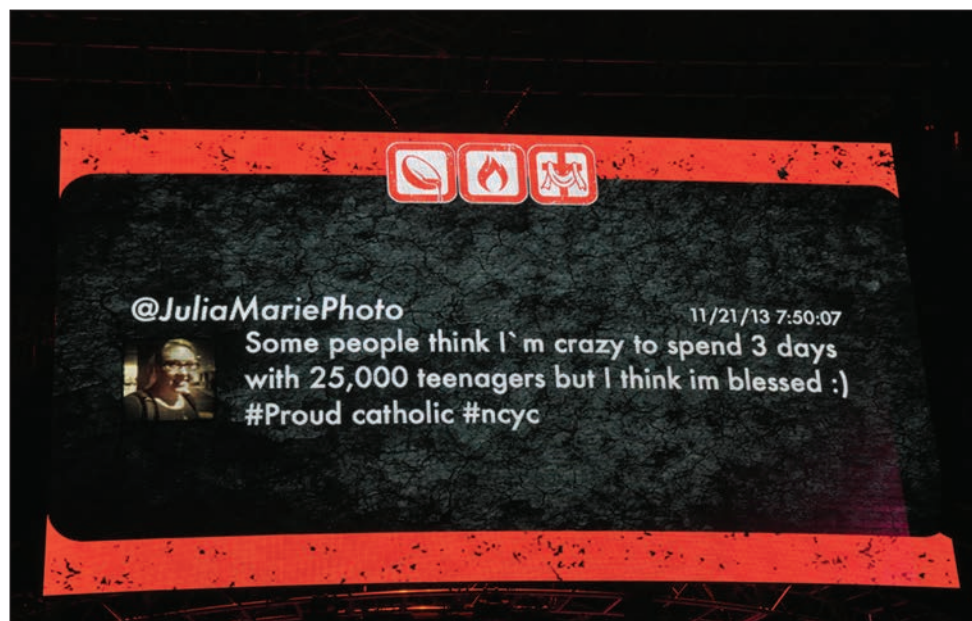 @JuliaMariePhoto
11/21/13 7:50:07
Some people think I`m crazy to spend 3 days
with 25,000 teenagers but I think im blessed :)
#Proud catholic #ncyc